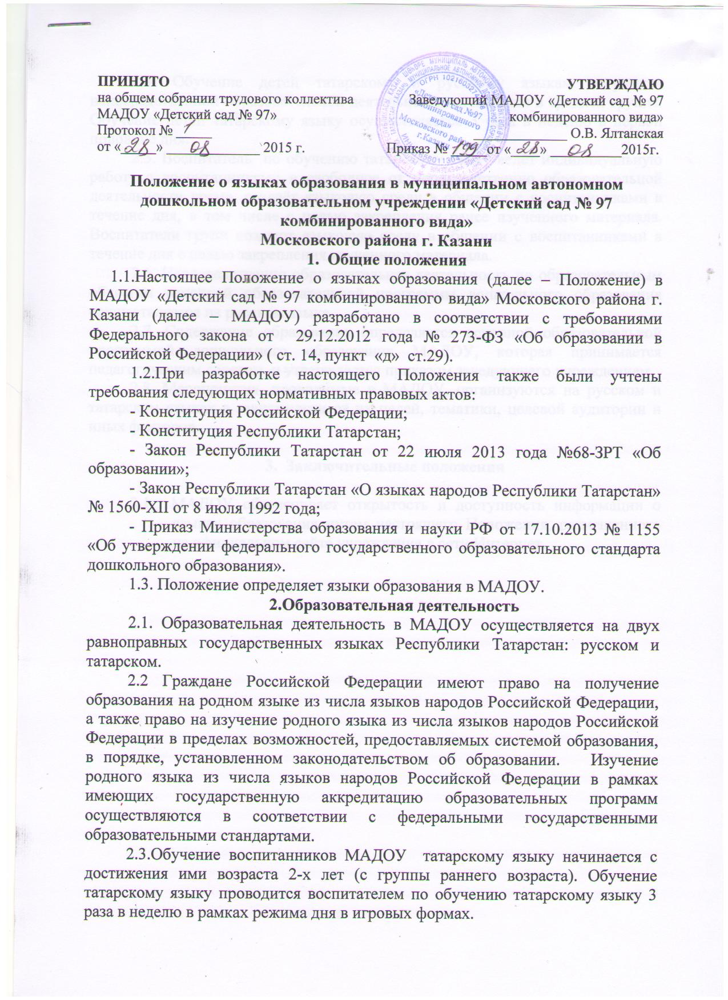 ПРИНЯТО
на общем собрании трудового коллектива
МАДОУ «Детский сад № 97»
Протокол № 1
от « 28 » 08 2015 г.
УТВЕРЖДАЮ
Заведующий МАДОУ «Детский сад № 97
комбинированного вида»
О.В. Ялтанская
Приказ № 199 от « 28 » 08 2015г.
«Детский сад №97
комбинированного
вида»
Московского района
г.Казани
Положение о языках образования в муниципальном автономном
дошкольном образовательном учреждении «Детский сад № 97
комбинированного вида»
Московского района г. Казани
1. Общие положения
1.1.Настоящее Положение о языках образования (далее – Положение) в
МАДОУ «Детский сад № 97 комбинированного вида» Московского района г.
Казани (далее – МАДОУ) разработано в соответствии с требованиями
Федерального закона от 29.12.2012 года № 273-ФЗ «Об образовании в
Российской Федерации» ( ст. 14, пункт «д» ст.29).
1.2.При разработке настоящего Положения также были учтены
требования следующих нормативных правовых актов:
- Конституция Российской Федерации;
- Конституция Республики Татарстан;
- Закон Республики Татарстан от 22 июля 2013 года №68-ЗРТ «Об
образовании»;
- Закон Республики Татарстан «О языках народов Республики Татарстан»
№ 1560-XII от 8 июля 1992 года;
- Приказ Министерства образования и науки РФ от 17.10.2013 № 1155
«Об утверждении федерального государственного образовательного стандарта
дошкольного образования».
1.3. Положение определяет языки образования в МАДОУ.
2.Образовательная деятельность
2.1. Образовательная деятельность в МАДОУ осуществляется на двух
равноправных государственных языках Республики Татарстан: русском и
татарском.
2.2 Граждане Российской Федерации имеют право на получение
образования на родном языке из числа языков народов Российской Федерации,
а также право на изучение родного языка из числа языков народов Российской
Федерации в пределах возможностей, предоставляемых системой образования,
в порядке, установленном законодательством об образовании. Изучение
родного языка из числа языков народов Российской Федерации в рамках
имеющих государственную аккредитацию образовательных программ
осуществляются в соответствии с федеральными государственными
образовательными стандартами.
2.3.Обучение воспитанников МАДОУ татарскому языку начинается с
достижения ими возраста 2-х лет (с группы раннего возраста). Обучение
татарскому языку проводится воспитателем по обучению татарскому языку 3
раза в неделю в рамках режима дня в игровых формах.